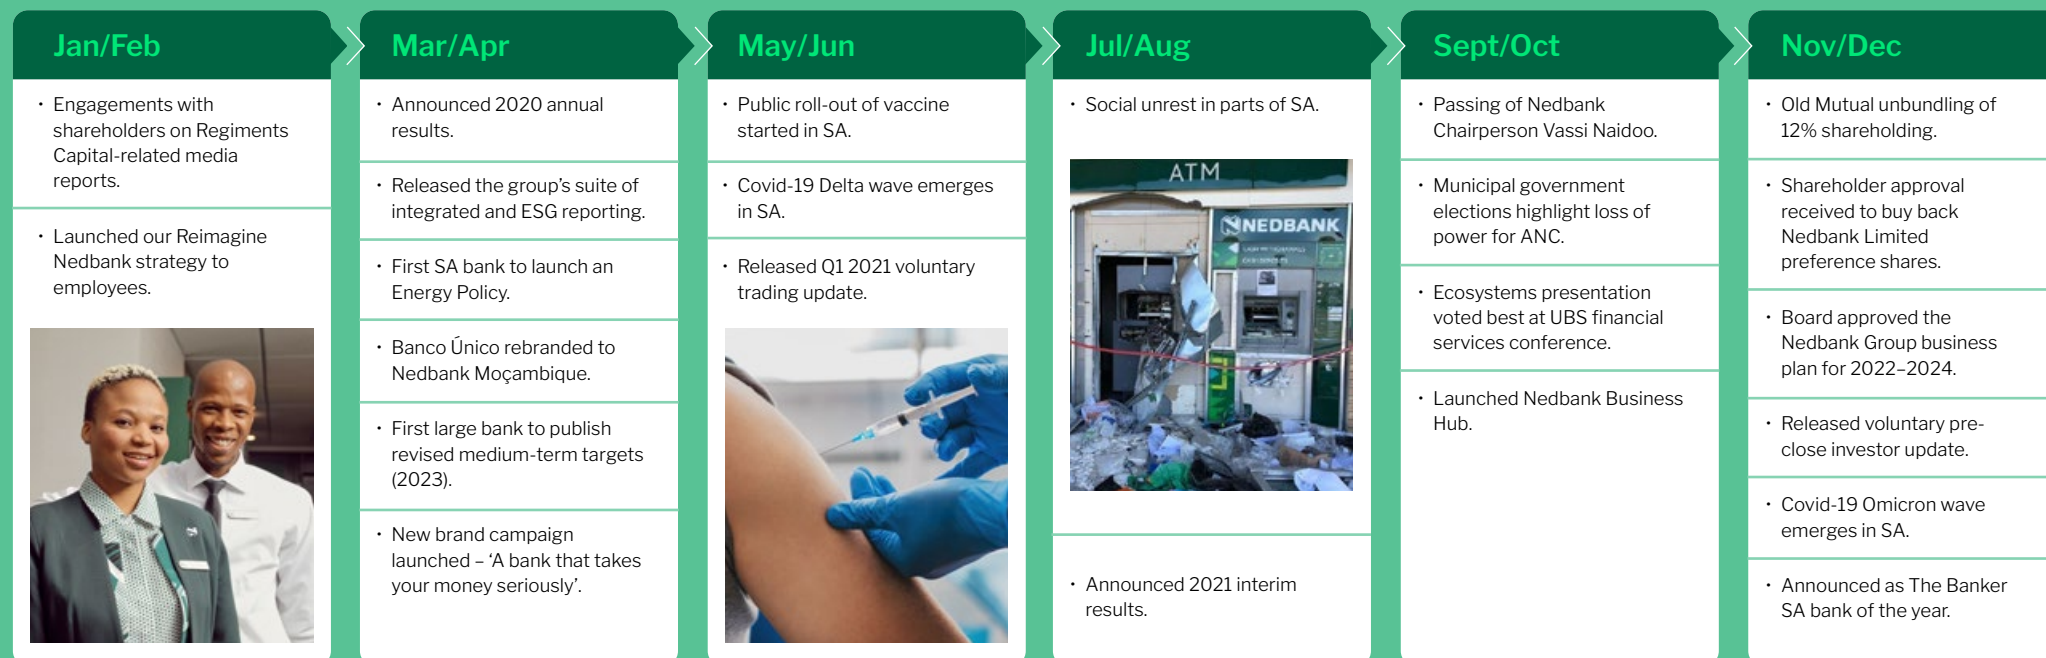 Jan/Feb
• Engagements with
shareholders on Regiments
Capital-related media
reports.
• Launched our Reimagine
Nedbank strategy to
employees.
Mar/Apr
• Announced 2020 annual
results.
• Released the group's suite of
integrated and ESG reporting.
• First SA bank to launch an
Energy Policy.
• Banco Único rebranded to
Nedbank Moçambique.
• First large bank to publish
revised medium-term targets
(2023).
• New brand campaign
launched – ‘A bank that takes
your money seriously’.
May/Jun
• Public roll-out of vaccine
started in SA.
• Covid-19 Delta wave emerges
in SA.
• Released Q1 2021 voluntary
trading update.
Jul/Aug
• Social unrest in parts of SA.
ATM
NEDBANK
• Announced 2021 interim
results.
Sept/Oct
• Passing of Nedbank
Chairperson Vassi Naidoo.
• Municipal government
elections highlight loss of
power for ANC.
• Ecosystems presentation
voted best at UBS financial
services conference.
• Launched Nedbank Business
Hub.
Nov/Dec
• Old Mutual unbundling of
12% shareholding.
• Shareholder approval
received to buy back
Nedbank Limited
preference shares.
• Board approved the
Nedbank Group business
plan for 2022–2024.
• Released voluntary pre-
close investor update.
• Covid-19 Omicron wave
emerges in SA.
• Announced as The Banker
SA bank of the year.